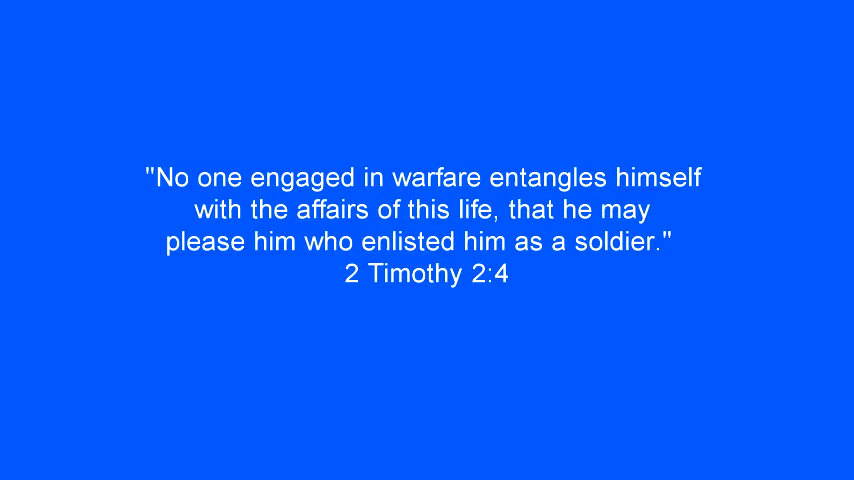 "No one engaged in warfare entangles himself
with the affairs of this life, that he may
please him who enlisted him as a soldier."
2 Timothy 2:4